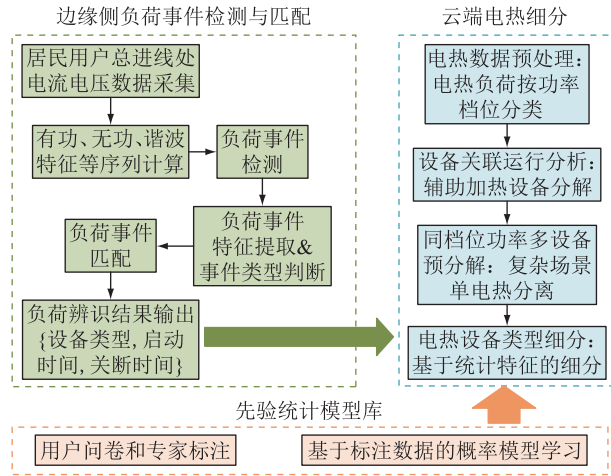 边缘侧负荷事件检测与匹配
居民用户总进线处
电流电压数据采集
有功、无功、谐波
特征等序列计算
负荷事件
检测
负荷事件
特征提取&
事件类型判断
负荷事件
匹配
负荷辨识结果输出
{设备类型, 启动
时间, 关断时间}
云端电热细分
电热数据预处理：
电热负荷按功率
档位分类
设备关联运行分析：
辅助加热设备分解
同档位功率多设备
预分解：复杂场景
单电热分离
电热设备类型细分：
基于统计特征的细分
先验统计模型库
用户问卷和专家标注
基于标注数据的概率模型学习